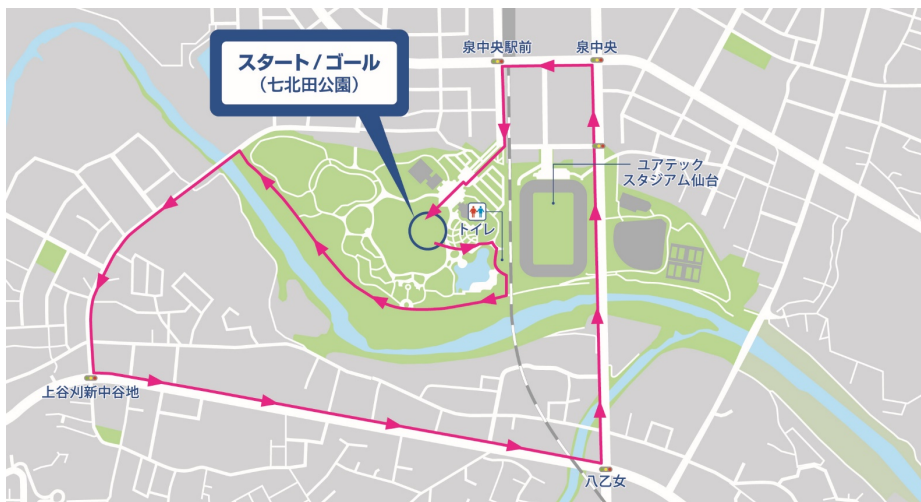 泉中央駅前
泉中央
スタート/ゴール
(七北田公園)
ユアテック
スタジアム仙台
トイレ
上谷刈新中谷地
八乙女